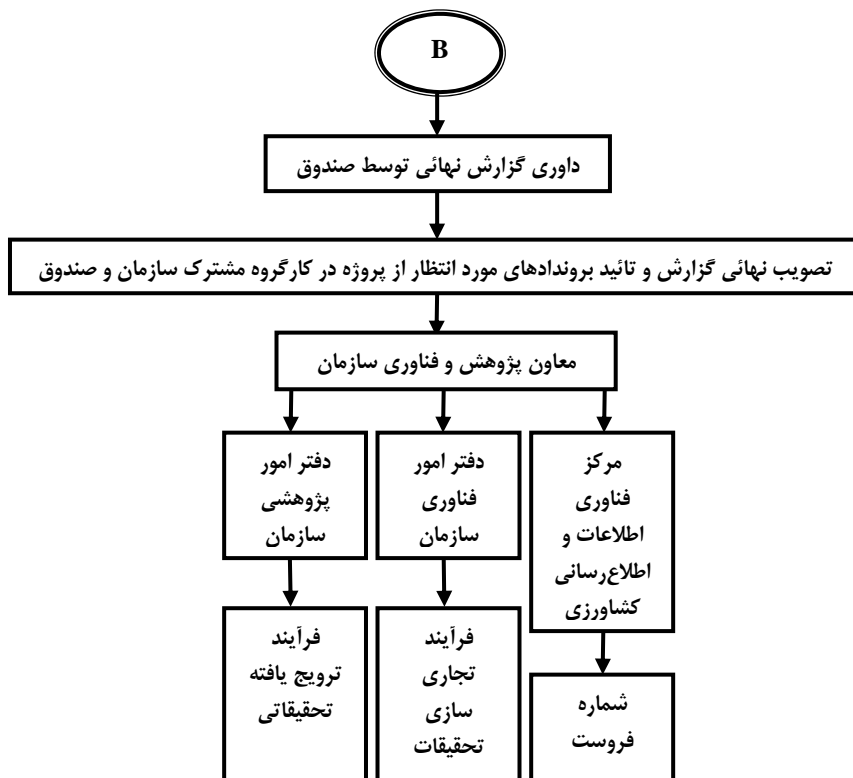 B
داوری گزارش نهائی توسط صندوق
تصویب نهائی گزارش و تائید بروندادهای مورد انتظار از پروژه در کارگروه مشترک سازمان و صندوق
معاون پژوهش و فناوری سازمان
مرکز
فناوری
اطلاعات و
اطلاع‌رسانی
کشاورزی
دفتر امور
فناوری
سازمان
دفتر امور
پژوهشی
سازمان
شماره
فروست
فرآیند
تجاری
سازی
تحقیقات
فرآیند
ترویج یافته
تحقیقاتی